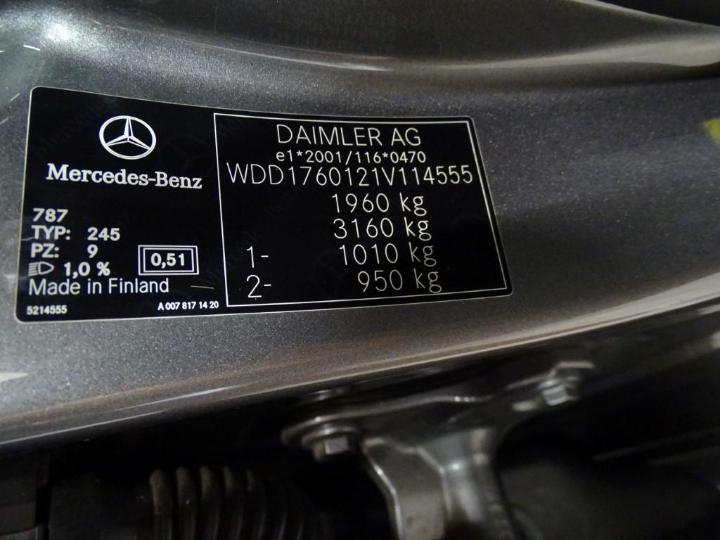 Mercedes-Benz
787
TYP: 245
PZ: 9
1,0 %
0,51
Made in Finland
5214555
A 007 817 14 20
DAIMLER AG
e1*2001/116*0470
WDD1760121V114555
1960 kg
3160 kg
1- 1010 kg
2- 950 kg